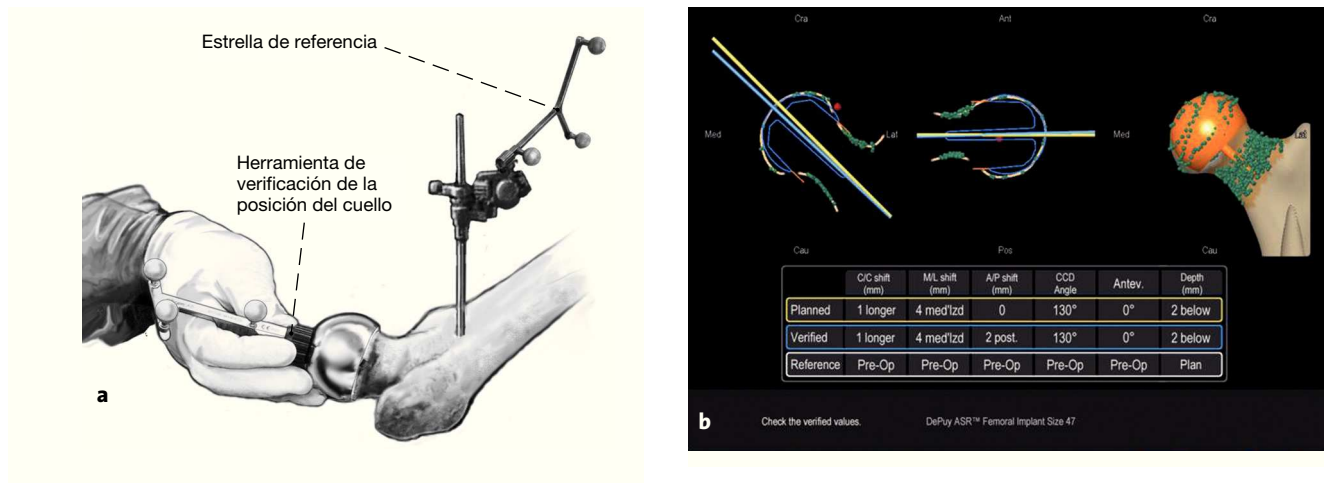 Estrella de referencia
Herramienta de
verificación de la
posición del cuello
a
Cra
Ant
Cra
Med
Lat
Med
Lat
Cau
Pos
Cau
C/C shift (mm) M/L shift (mm) A/P shift (mm) CCD Angle Antev. Depth (mm)
Planned 1 longer 4 med'lzd 0 130° 0° 2 below
Verified 1 longer 4 med'lzd 2 post. 130° 0° 2 below
Reference Pre-Op Pre-Op Pre-Op Pre-Op Pre-Op Plan
b
Check the verified values.
DePuy ASR™ Femoral Implant Size 47